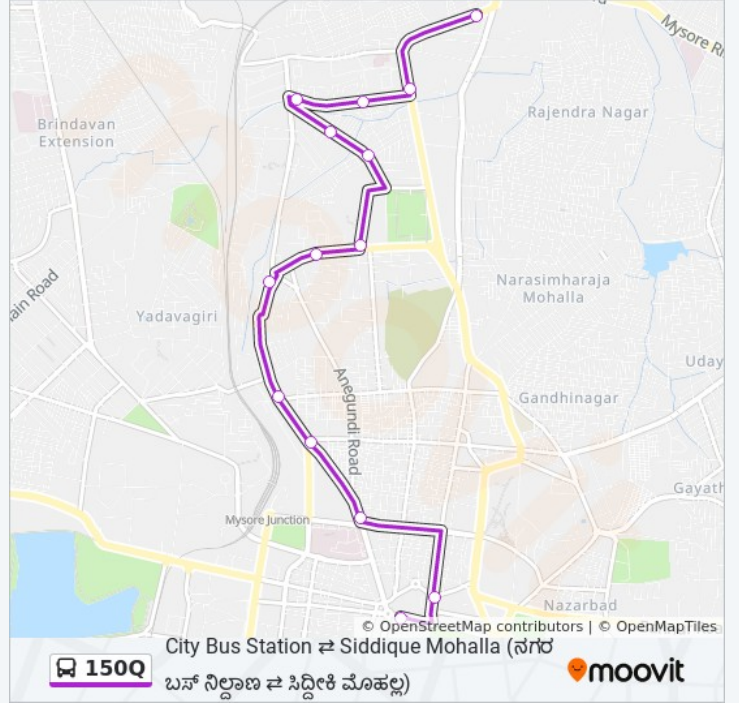 Mysore Ri
Rajendra Nagar
Brindavan
Extension
Narasimharaja
Mohalla
ain Road
Yadavagiri
Uday
Anegundi Road
Gandhinagar
Gayath
Mysore Junction
Nazarbad
© OpenStreetMap contributors | © OpenMapTiles
150Q
City Bus Station ⇄ Siddique Mohalla (ನಗರ
ಬಸ್ ನಿಲ್ದಾಣ ⇄ ಸಿದ್ದೀಕಿ ಮೊಹಲ್ಲ)
moovit